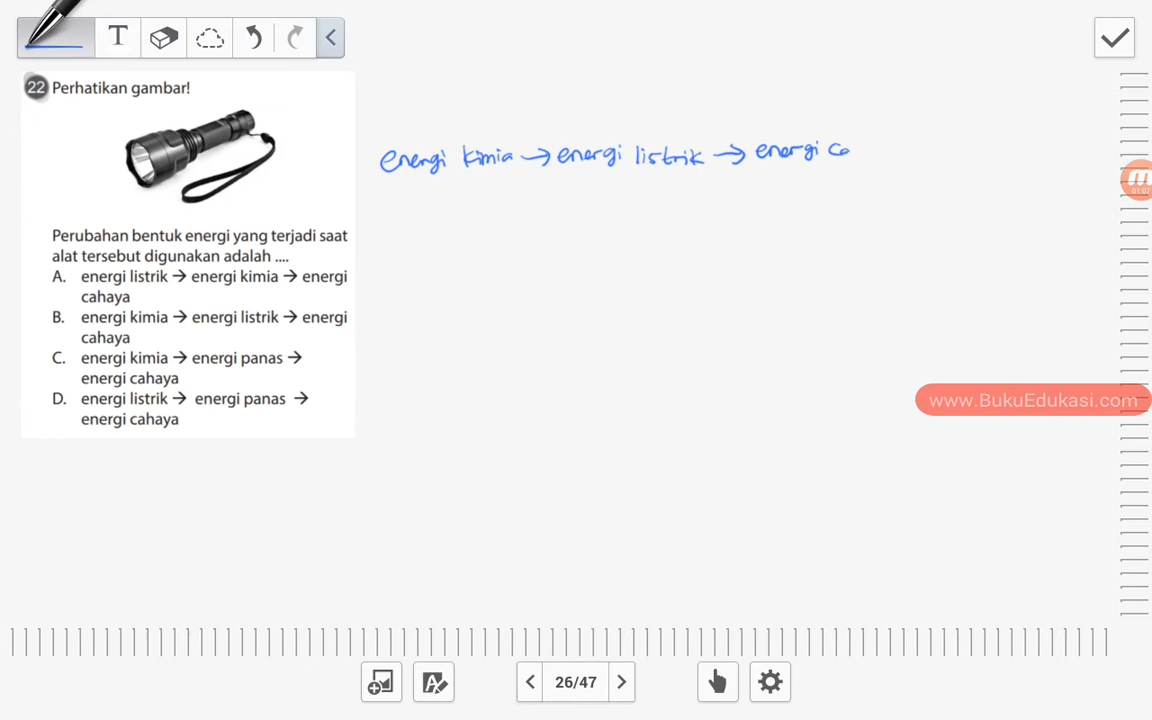 T
22 Perhatikan gambar!
energi kimia → energi listrik → energi ca
Perubahan bentuk energi yang terjadi saat
alat tersebut digunakan adalah ....
A. energi listrik → energi kimia → energi
cahaya
B. energi kimia → energi listrik → energi
cahaya
C. energi kimia → energi panas →
energi cahaya
D. energi listrik → energi panas →
energi cahaya
01:07
www.BukuEdukasi.com
26/47